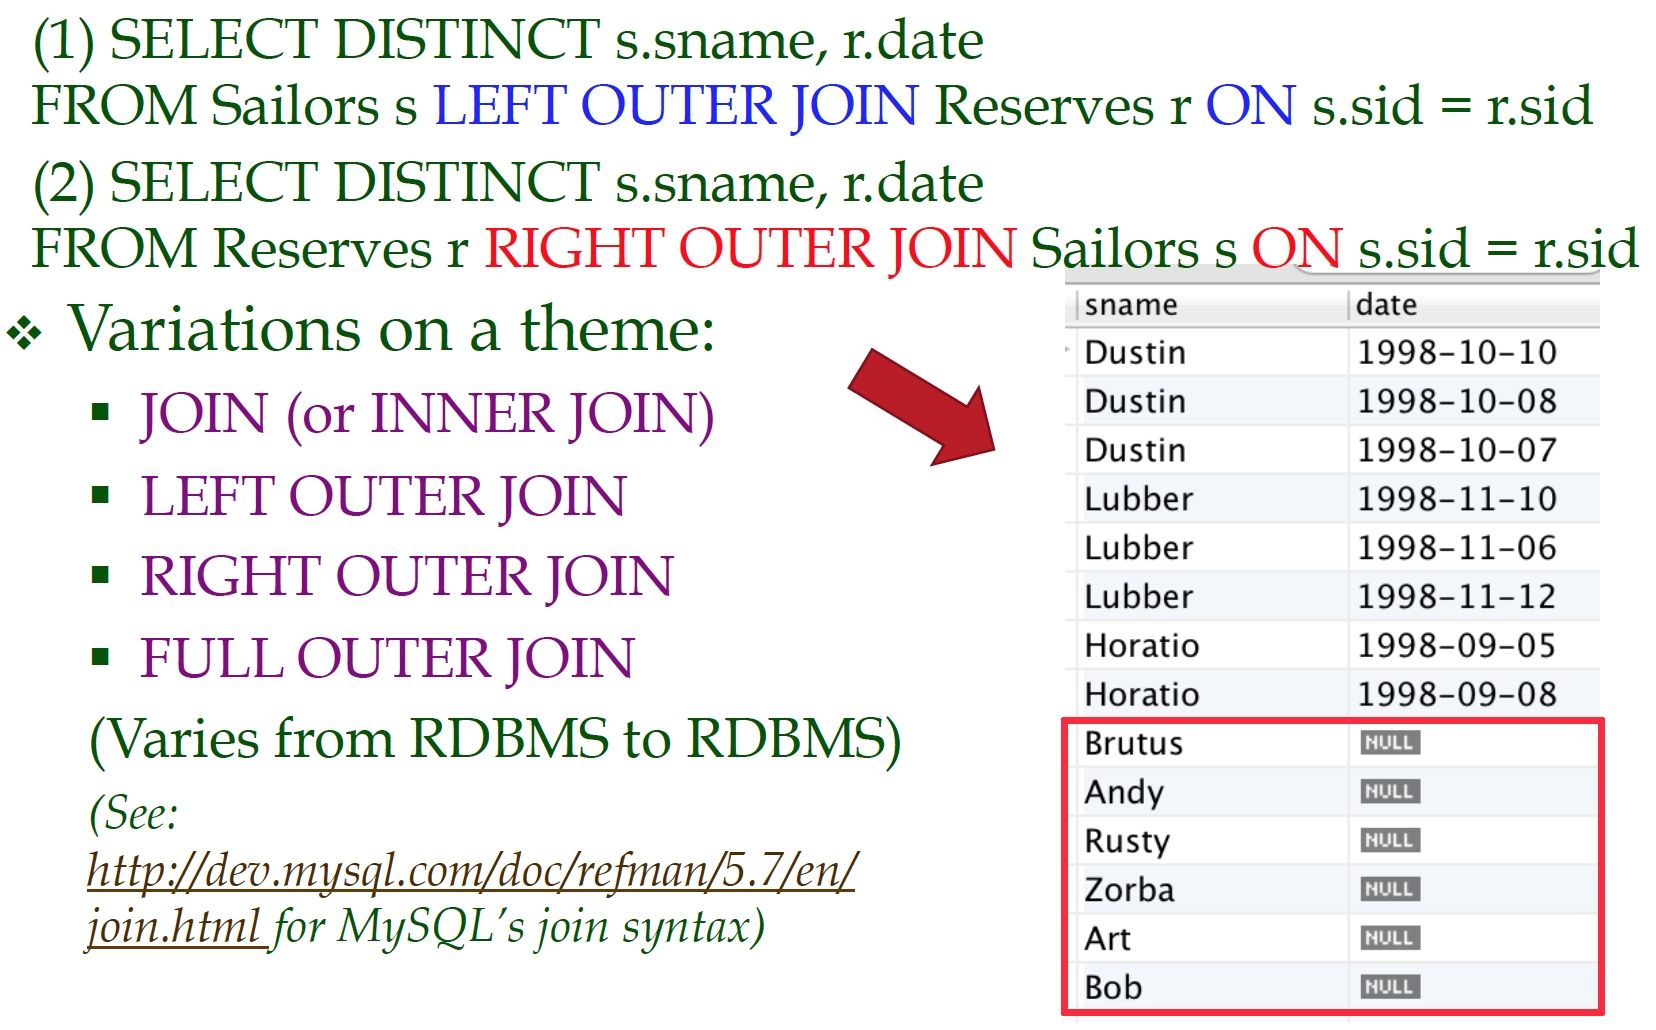 (1) SELECT DISTINCT s.sname, r.date
FROM Sailors s LEFT OUTER JOIN Reserves r ON s.sid = r.sid
(2) SELECT DISTINCT s.sname, r.date
FROM Reserves r RIGHT OUTER JOIN Sailors s ON s.sid = r.sid
❖ Variations on a theme:
▪ JOIN (or INNER JOIN)
▪ LEFT OUTER JOIN
▪ RIGHT OUTER JOIN
▪ FULL OUTER JOIN
(Varies from RDBMS to RDBMS)
(See:
http://dev.mysql.com/doc/refman/5.7/en/
join.html for MySQL's join syntax)
sname date
Dustin 1998-10-10
Dustin 1998-10-08
Dustin 1998-10-07
Lubber 1998-11-10
Lubber 1998-11-06
Lubber 1998-11-12
Horatio 1998-09-05
Horatio 1998-09-08
Brutus NULL
Andy NULL
Rusty NULL
Zorba NULL
Art NULL
Bob NULL